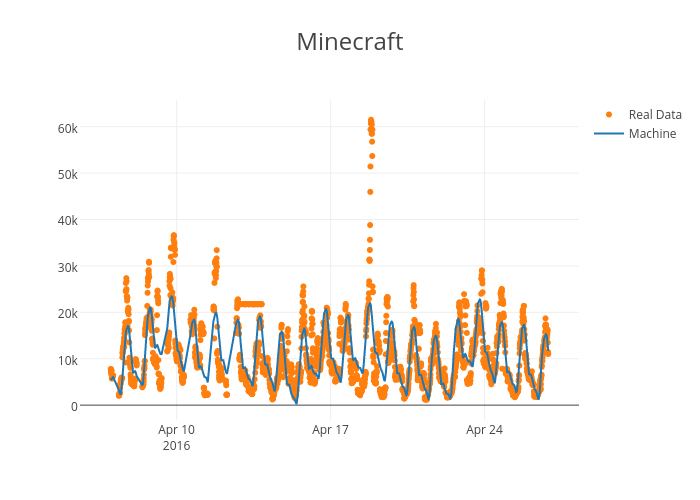 Minecraft
Real Data
Machine
60k
50k
40k
30k
20k
10k
0
Apr 10
2016
Apr 17
Apr 24